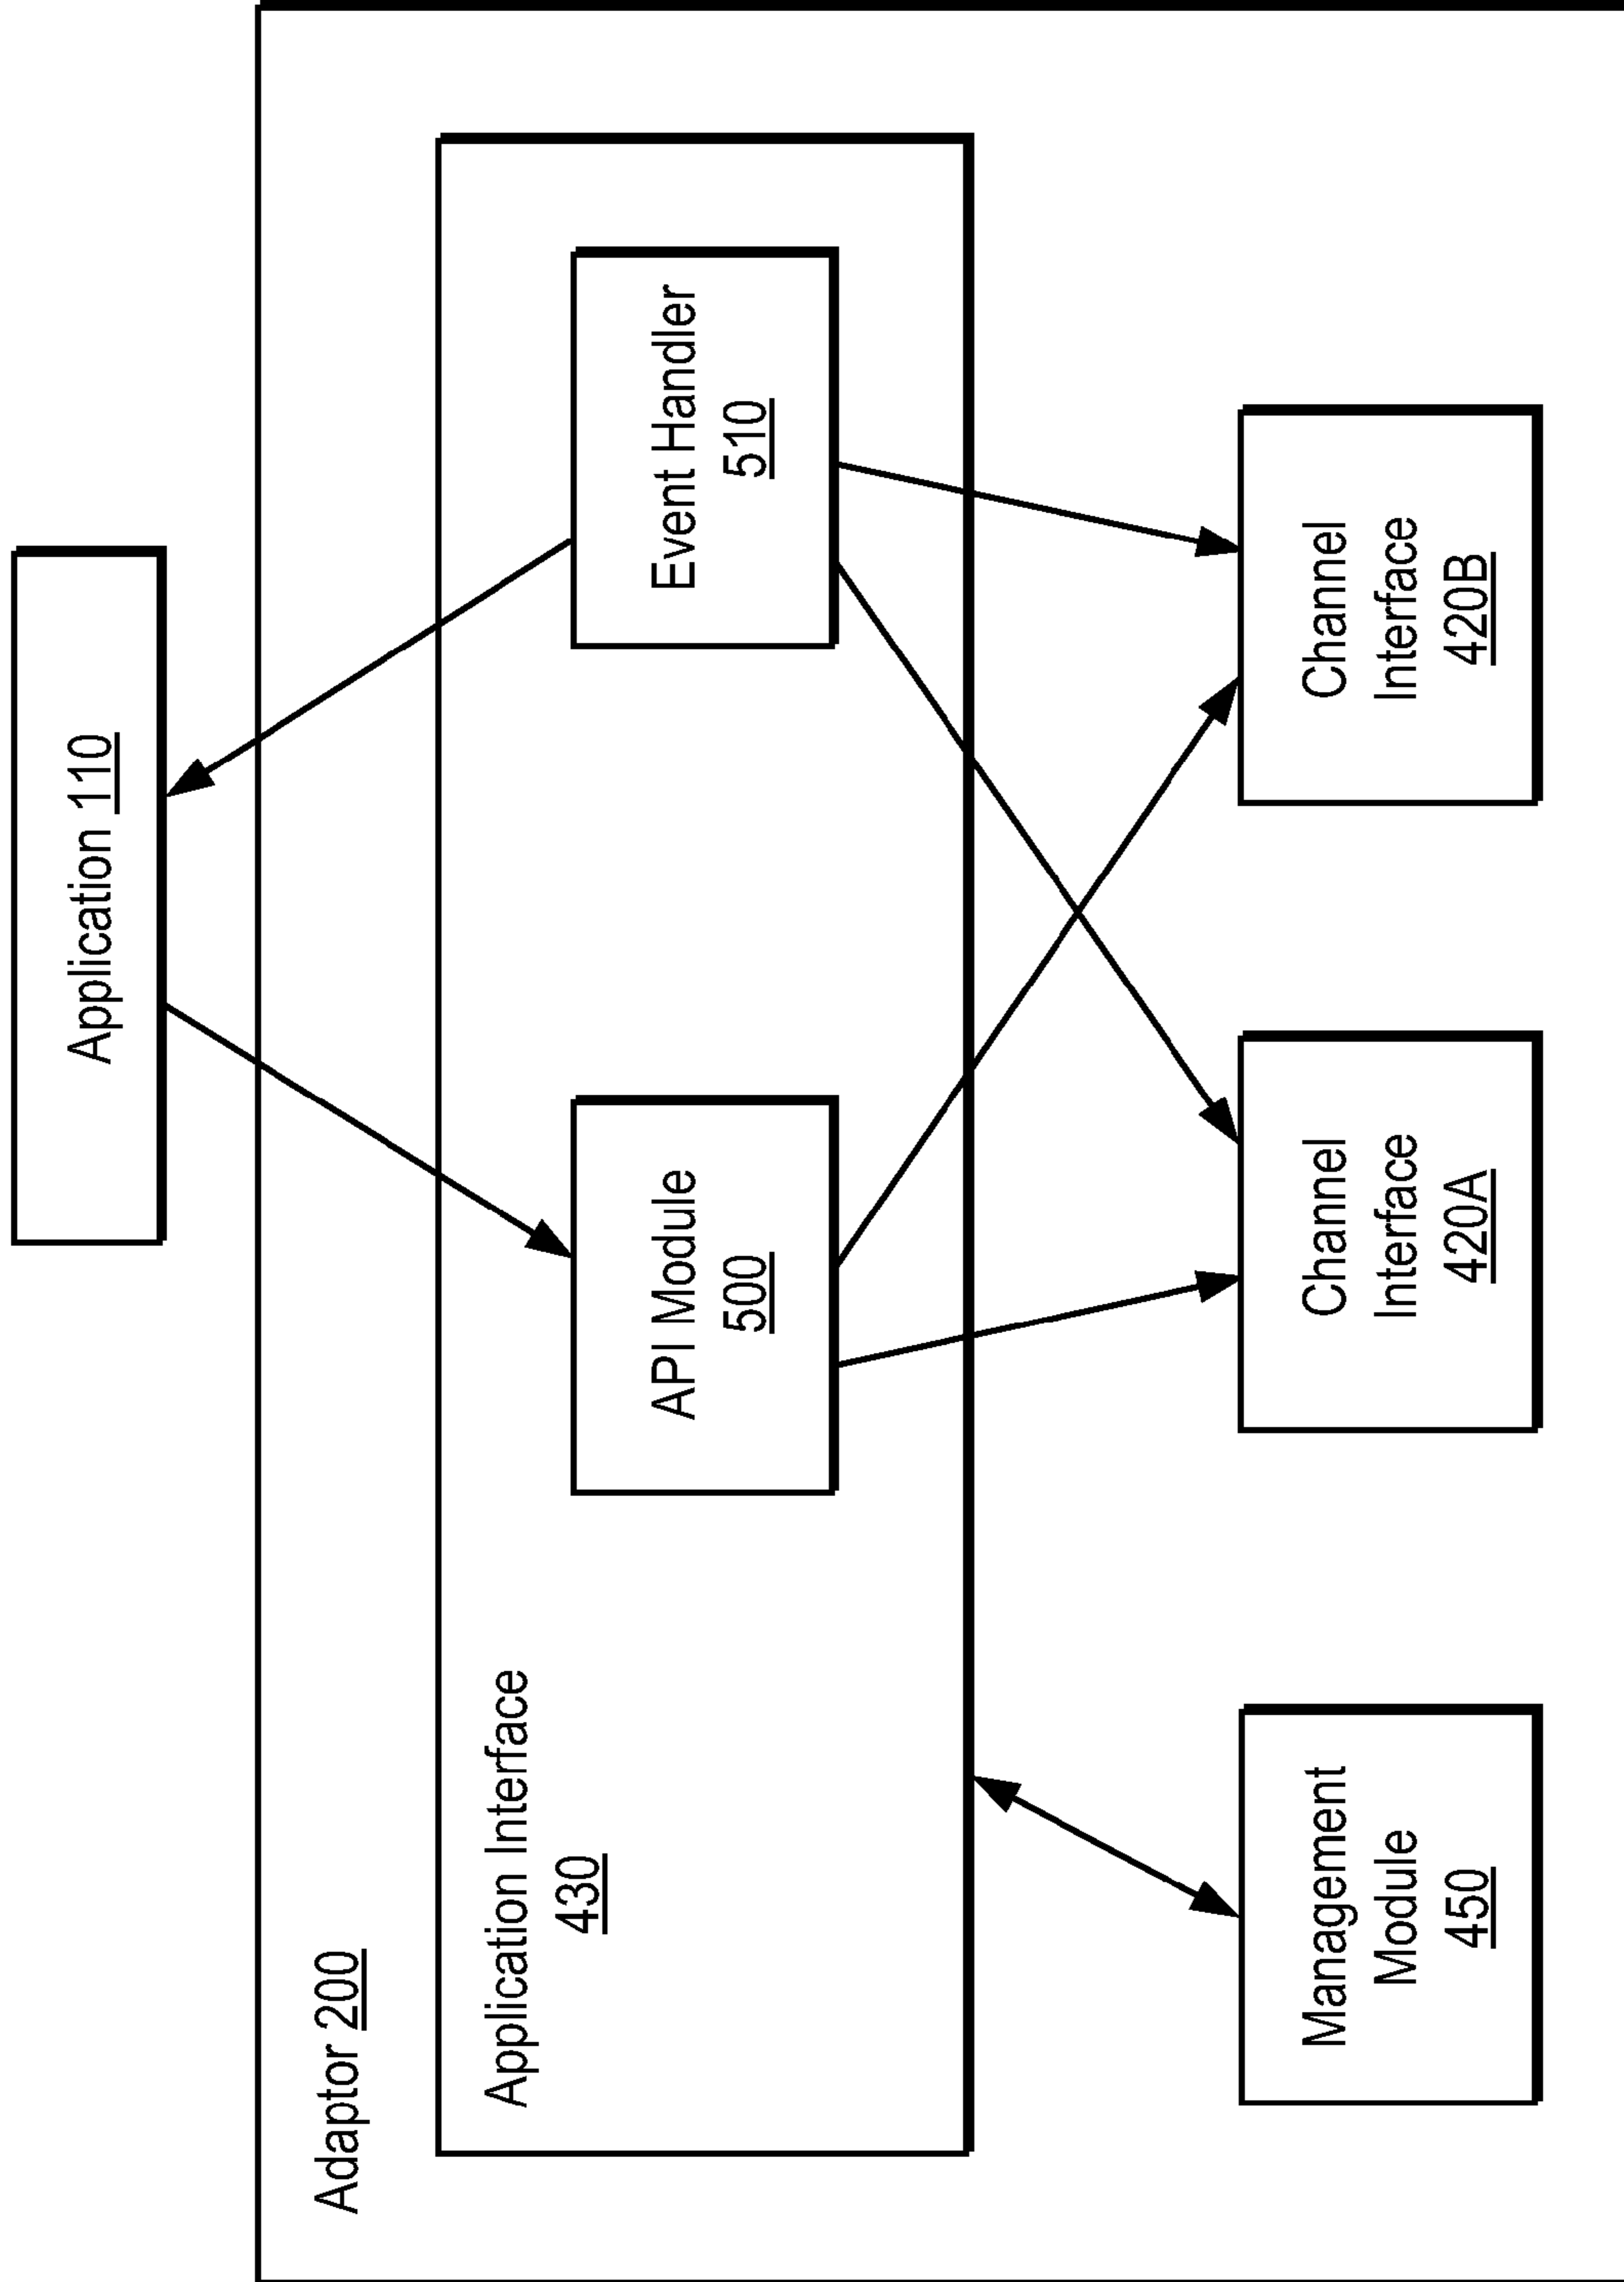 Application 110
Adaptor 200
Application Interface
430
API Module
500
Event Handler
510
Management
Module
450
Channel
Interface
420A
Channel
Interface
420B